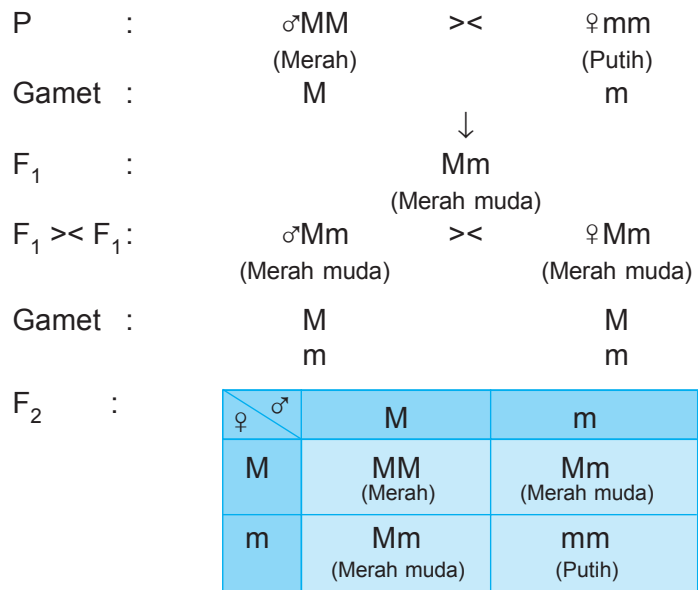 P : ♂MM >< ♀mm
(Merah) (Putih)
Gamet : M m
↓
F₁ : Mm
(Merah muda)
F₁ >< F₁: ♂Mm >< ♀Mm
(Merah muda) (Merah muda)
Gamet : M M
m m
F₂ :
♀ ♂ M m
M MM Mm
(Merah) (Merah muda)
m Mm mm
(Merah muda) (Putih)